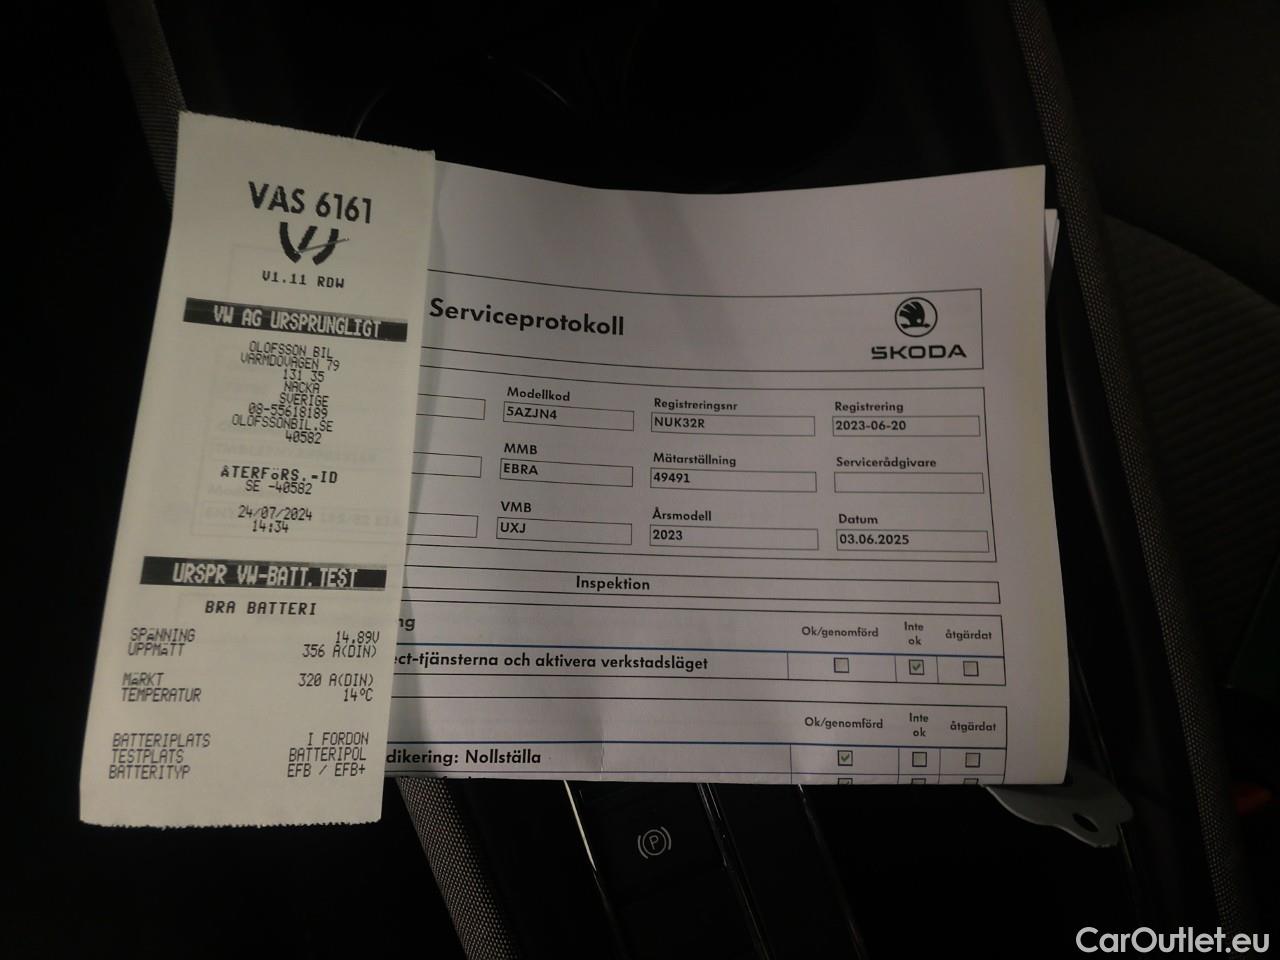 VAS 6161
V1.11 RDW
VW AG URSPRUNGLIGT
OLOFSSON BIL
VARMDOVAGEN 79
131 35
NACKA
SVERIGE
08-55618189
OLOFSSONBIL.SE
40582
ÅTERFöRS.-ID
SE -40582
24/07/2024
14:34
URSPR VW-BATT.TEST
BRA BATTERI
SPäNNING 14.89V
UPPMäTT 356 A(DIN)
MäRKT 320 A(DIN)
TEMPERATUR 14°C
BATTERIPLATS I FORDON
TESTPLATS BATTERIPOL
BATTERITYP EFB / EFB+
Serviceprotokoll
ŠKODA
Modellkod
5AZJN4
Registreringsnr
NUK32R
Registrering
2023-06-20
MMB
EBRA
Mätarställning
49491
Servicerådgivare
VMB
UXJ
Årsmodell
2023
Datum
03.06.2025
Inspektion
ng
Ok/genomförd
Inte
ok
åtgärdat
ect-tjänsterna och aktivera verkstadsläget
Ok/genomförd
Inte
ok
åtgärdat
dikering: Nollställa
P
CarOutlet.eu